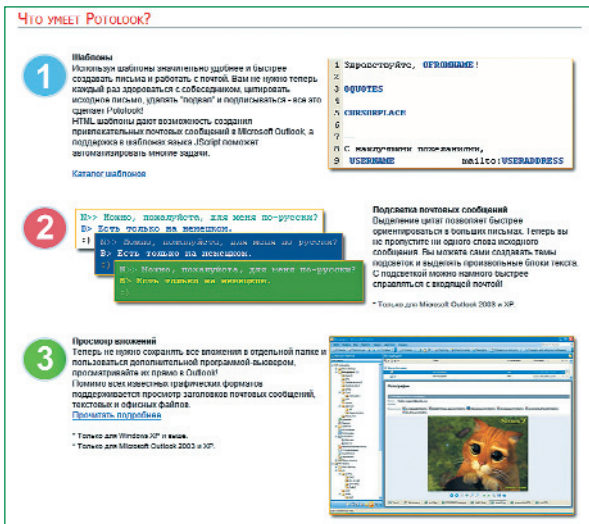 Что умеет Potolook?
1
Шаблоны
Используя шаблоны значительно удобнее и быстрее
создавать письма и работать с почтой. Вам не нужно теперь
каждый раз здороваться с собеседником, цитировать
исходное письмо, удалять "подвал" и подписываться - все это
сделает Potolook!
HTML шаблоны дают возможность создания
привлекательных почтовых сообщений в Microsoft Outlook, а
поддержка в шаблонах языка JScript поможет
автоматизировать многие задачи.
Каталог шаблонов
1 Здравствуйте, OFROMNAME!
2
3 0QUOTES
4
5 CURSORPLACE
6
7 --
8 С наилучшими пожеланиями,
9 USERNAME mailto:USERADDRESS
2
N>> Можно, пожалуйста, для меня по-русски?
B> Есть только на немецком.
:)
N>> Можно, пожалуйста, для меня по русски?
B> Есть только на немецком.
:)
N>> Можно, пожалуйста, для меня по-русски?
B> Есть только на немецком.
:)
Подсветка почтовых сообщений
Выделение цитат позволяет быстрее
ориентироваться в больших письмах. Теперь вы
не пропустите ни одного слова исходного
сообщения. Вы можете сами создавать темы
подсветок и выделять произвольные блоки текста.
С подсветкой можно намного быстрее
справляться с входящей почтой!
* Только для Microsoft Outlook 2003 и XP.
3
Просмотр вложений
Теперь не нужно сохранять все вложения в отдельной папке и
пользоваться дополнительной программой-вьювером,
просматривайте их прямо в Outlook!
Помимо всех известных графических форматов
поддерживается просмотр заголовков почтовых сообщений,
текстовых и офисных файлов.
Прочитать подробнее
* Только для Windows XP и выше.
* Только для Microsoft Outlook 2003 и XP.